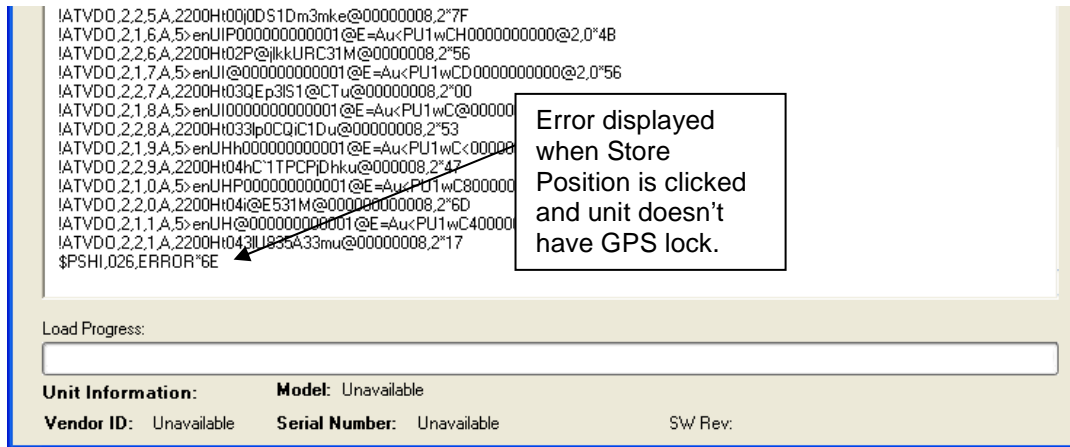 !ATVDO,2,2,5,A,2200Ht00j0DS1Dm3mke@00000008,2*7F
!ATVDO,2,1,6,A,5>enUIP000000000001@E=Au<PU1wCH0000000000@2,0*4B
!ATVDO,2,2,6,A,2200Ht02P@jlkkURC31M@0000008,2*56
!ATVDO,2,1,7,A,5>enUI@000000000001@E=Au<PU1wCD0000000000@2,0*56
!ATVDO,2,2,7,A,2200Ht03QEp3lS1@CTu@00000008,2*00
!ATVDO,2,1,8,A,5>enUI0000000000001@E=Au<PU1wC@00000
!ATVDO,2,2,8,A,2200Ht033lp0CQiC1Du@00000008,2*53
!ATVDO,2,1,9,A,5>enUHh000000000001@E=Au<PU1wC<00000
!ATVDO,2,2,9,A,2200Ht04hC`1TPCPjDhku@000008,2*47
!ATVDO,2,1,0,A,5>enUHP000000000001@E=Au<PU1wC800000
!ATVDO,2,2,0,A,2200Ht04i@E531M@000000000008,2*6D
!ATVDO,2,1,1,A,5>enUH@000000000001@E=Au<PU1wC400000
!ATVDO,2,2,1,A,2200Ht043lU835A33mu@00000008,2*17
$PSHI,026,ERROR*6E
Error displayed
when Store
Position is clicked
and unit doesn't
have GPS lock.
Load Progress:
Unit Information: Model: Unavailable
Vendor ID: Unavailable Serial Number: Unavailable SW Rev: